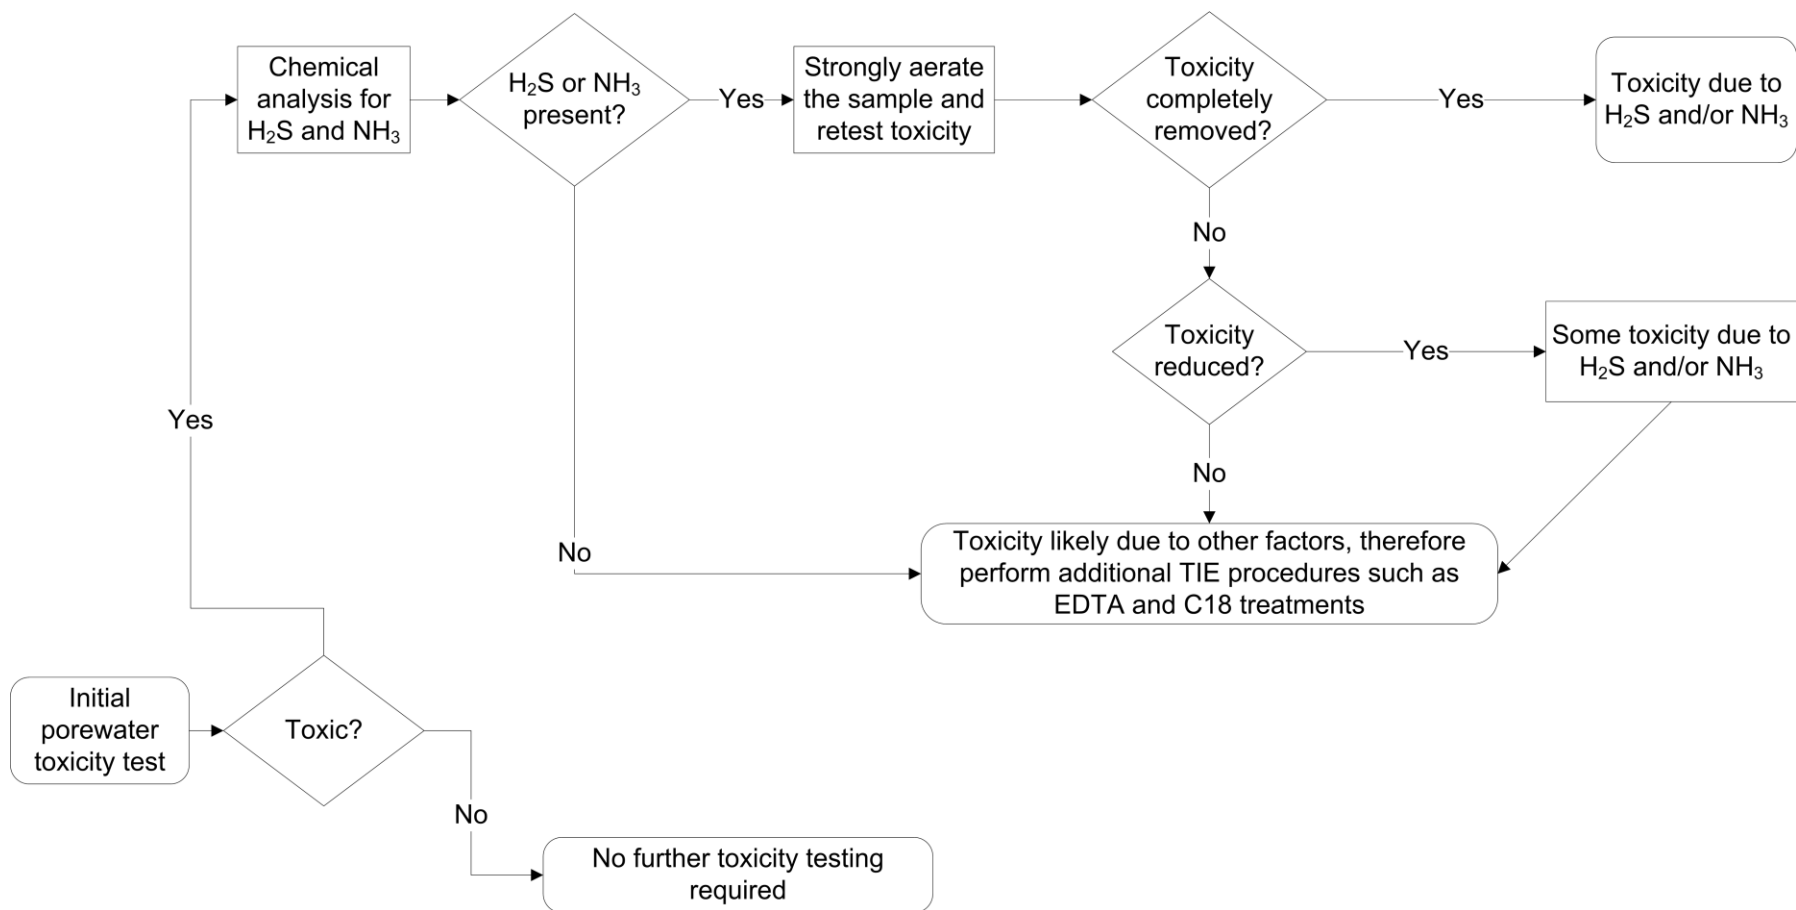 Chemical
analysis for
H₂S and NH₃
H₂S or NH₃
present?
Yes
Strongly aerate
the sample and
retest toxicity
Toxicity
completely
removed?
Yes
Toxicity due to
H₂S and/or NH₃
No
Toxicity
reduced?
Yes
Some toxicity due to
H₂S and/or NH₃
Yes
No
No
Toxicity likely due to other factors, therefore
perform additional TIE procedures such as
EDTA and C18 treatments
Initial
porewater
toxicity test
Toxic?
No
No further toxicity testing
required